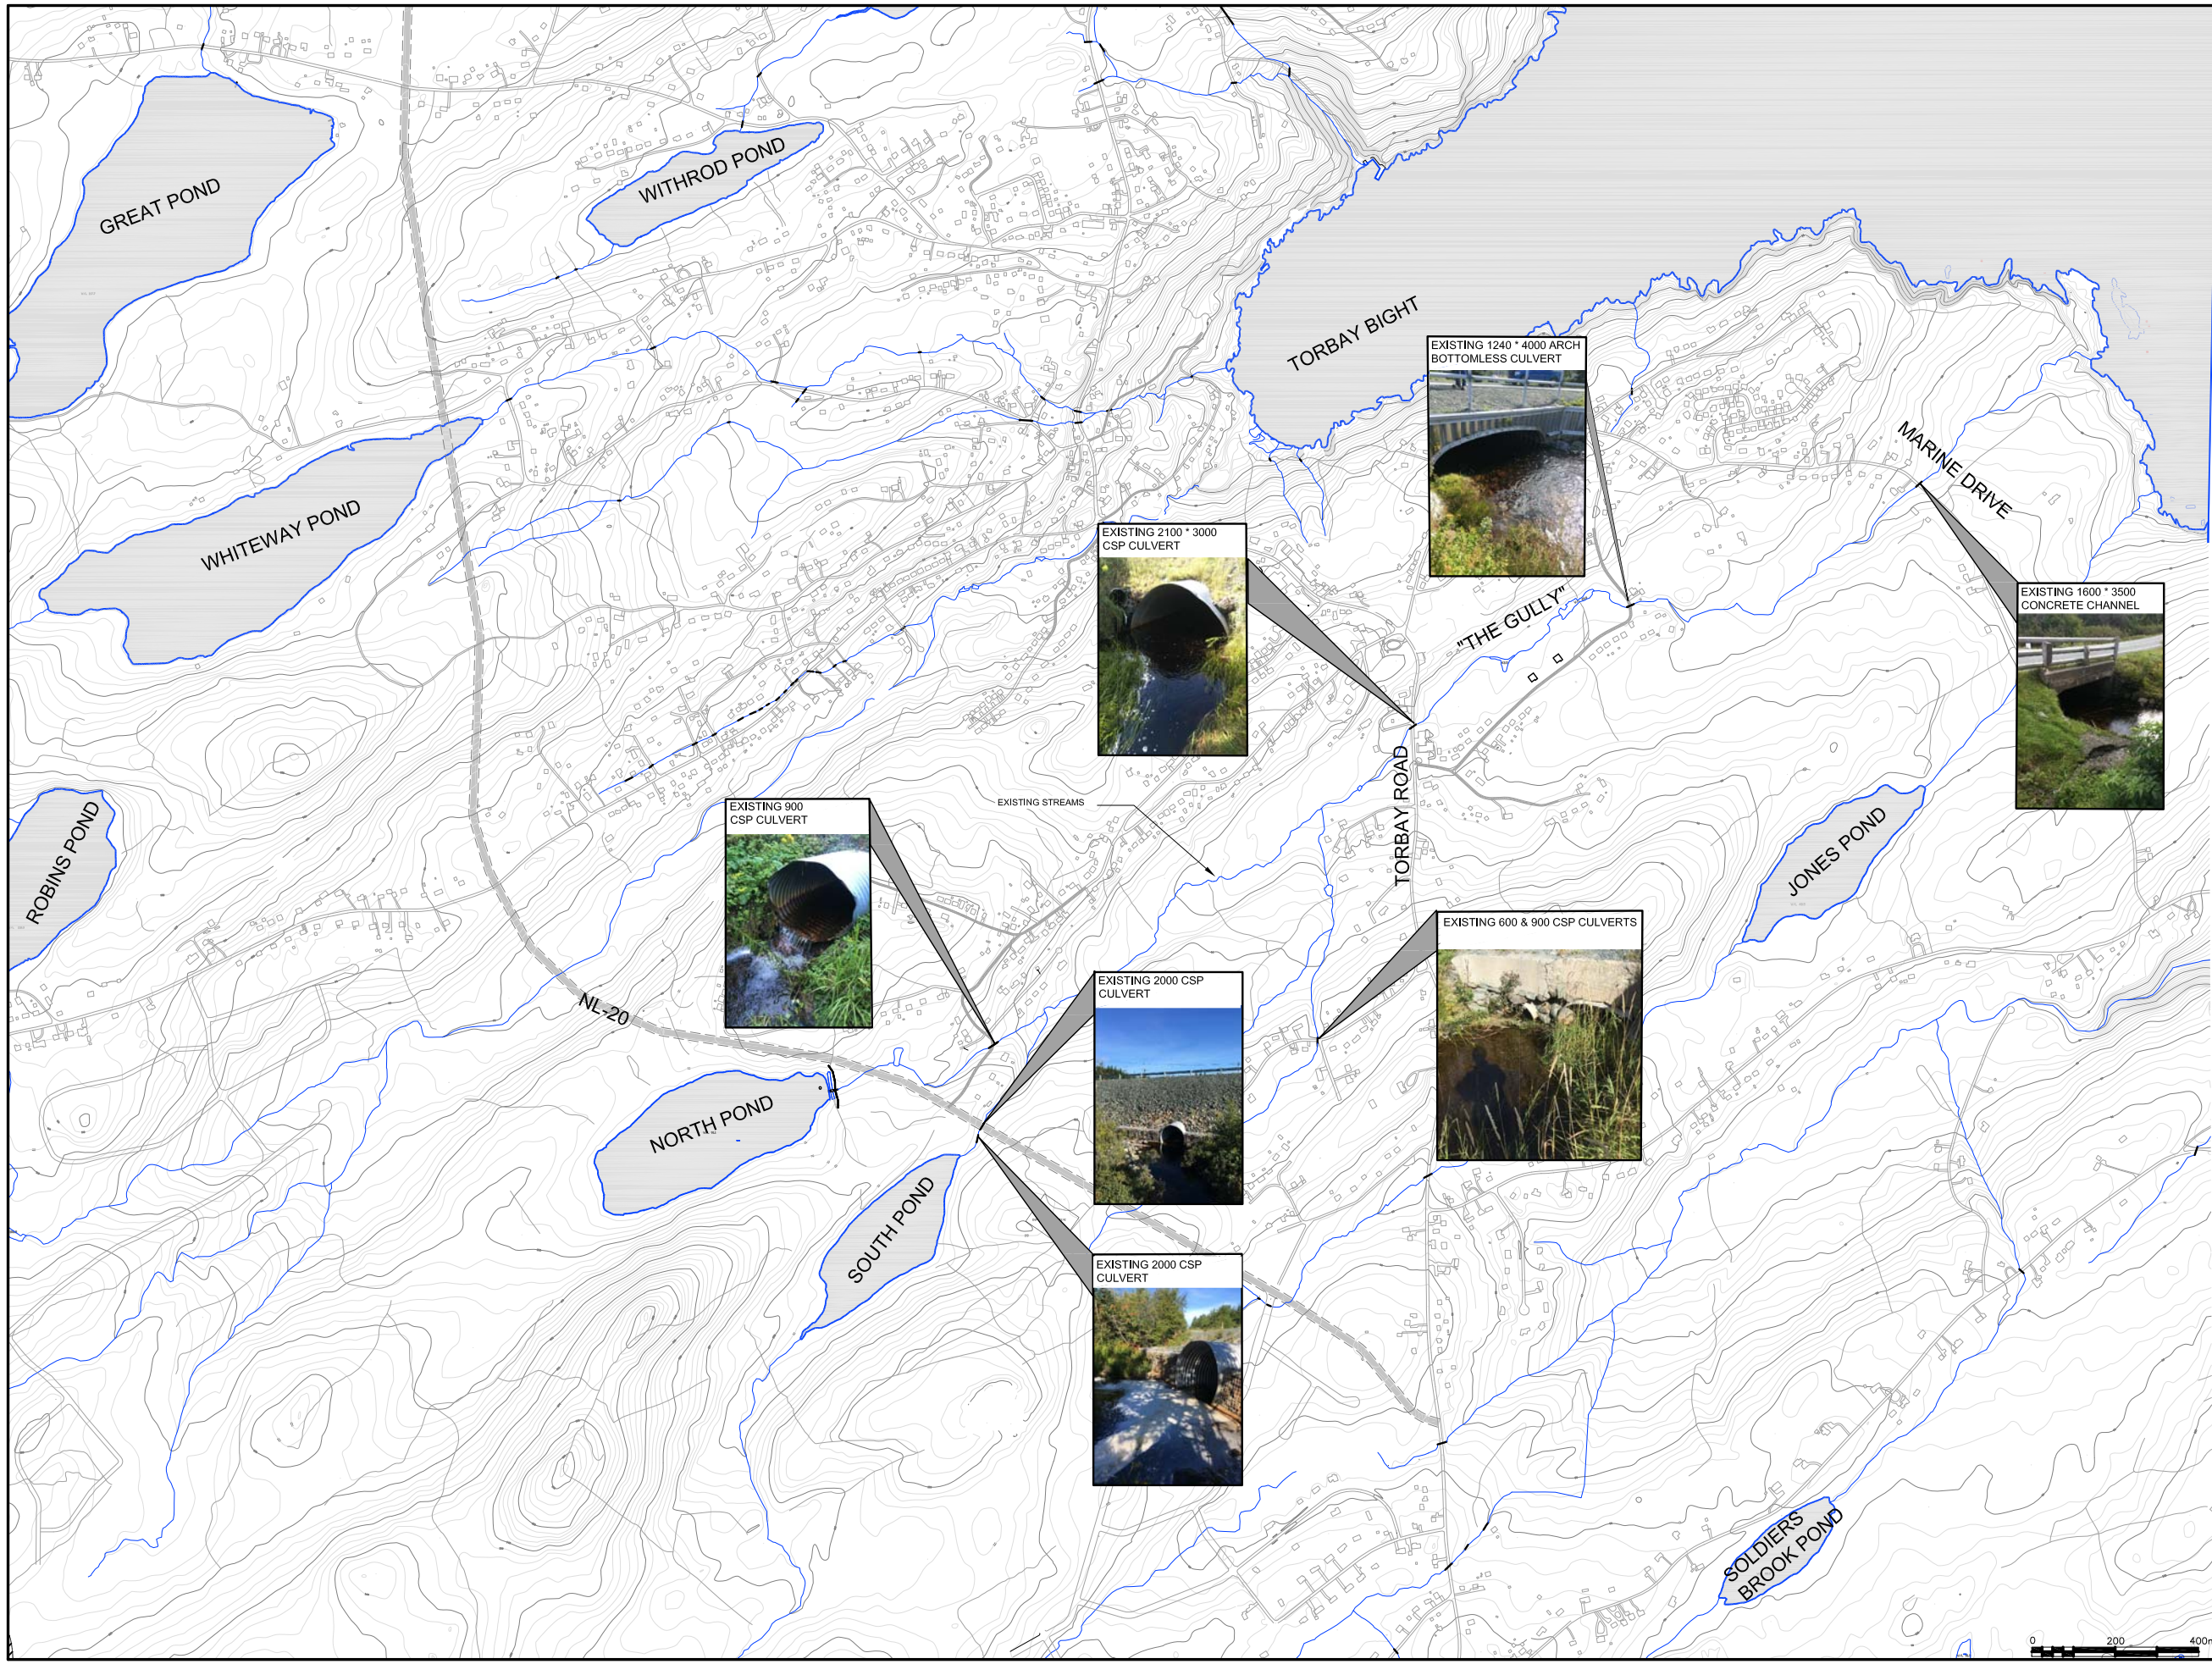 GREAT POND
WITHROD POND
TORBAY BIGHT
EXISTING 1240 * 4000 ARCH
BOTTOMLESS CULVERT
MARINE DRIVE
WHITEWAY POND
EXISTING 2100 * 3000
CSP CULVERT
"THE GULLY"
EXISTING 1600 * 3500
CONCRETE CHANNEL
TORBAY ROAD
EXISTING 900
CSP CULVERT
EXISTING STREAMS
ROBINS POND
JONES POND
EXISTING 600 & 900 CSP CULVERTS
EXISTING 2000 CSP
CULVERT
NL-20
NORTH POND
SOUTH POND
EXISTING 2000 CSP
CULVERT
SOLDIERS
BROOK POND
0 200 400m